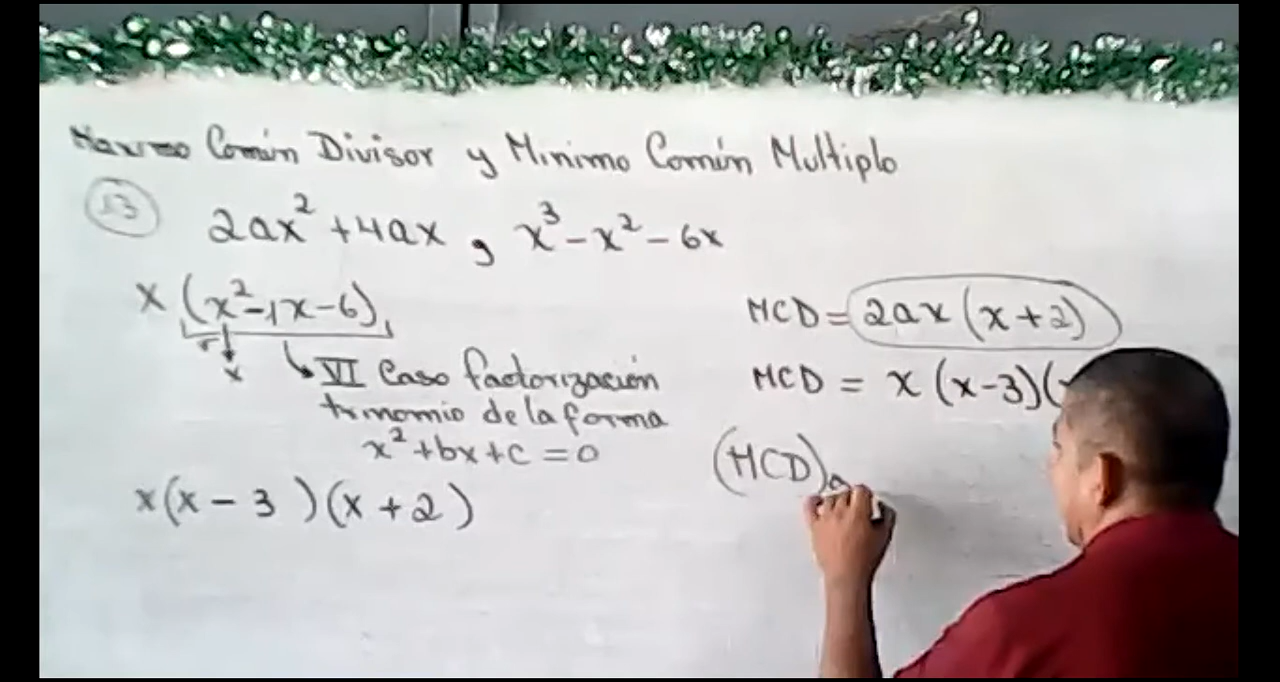 Maximo Común Divisor y Minimo Común Multiplo
13
2ax² + 4ax , x³ - x² - 6x
x (x² - 1x - 6)
x
VI Caso factorización
trinomio de la forma
x² + bx + c = 0
x(x - 3)(x + 2)
MCD = 2ax (x + 2)
MCD = x (x-3)(
(MCD)